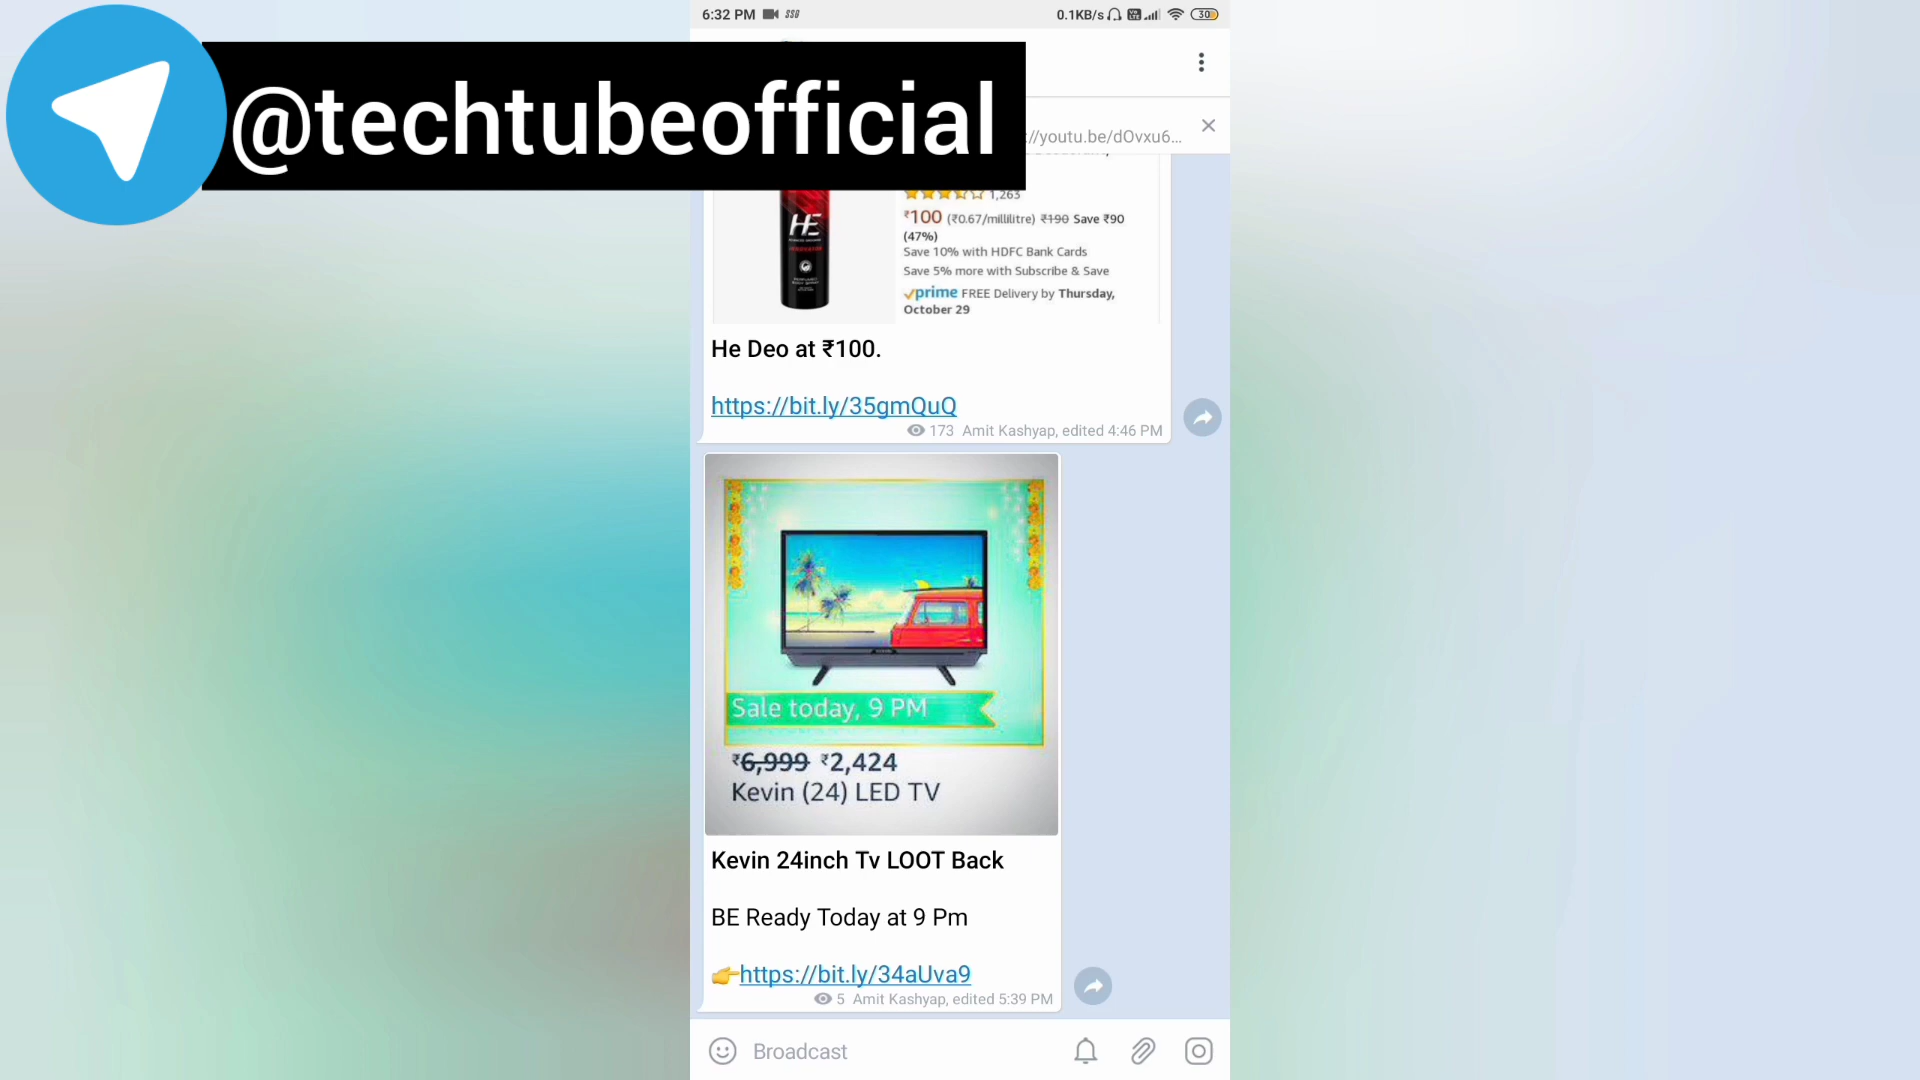 6:32 PM
0.1KB/s
30
@techtubeofficial
://youtu.be/dOvxu6...
1,263
₹100 (₹0.67/millilitre) ₹190 Save ₹90
(47%)
Save 10% with HDFC Bank Cards
Save 5% more with Subscribe & Save
prime FREE Delivery by Thursday,
October 29
HE
He Deo at ₹100.
https://bit.ly/35gmQuQ
173 Amit Kashyap, edited 4:46 PM
Sale today, 9 PM
₹6,999 ₹2,424
Kevin (24) LED TV
Kevin 24inch Tv LOOT Back
BE Ready Today at 9 Pm
👉https://bit.ly/34aUva9
5 Amit Kashyap, edited 5:39 PM
Broadcast